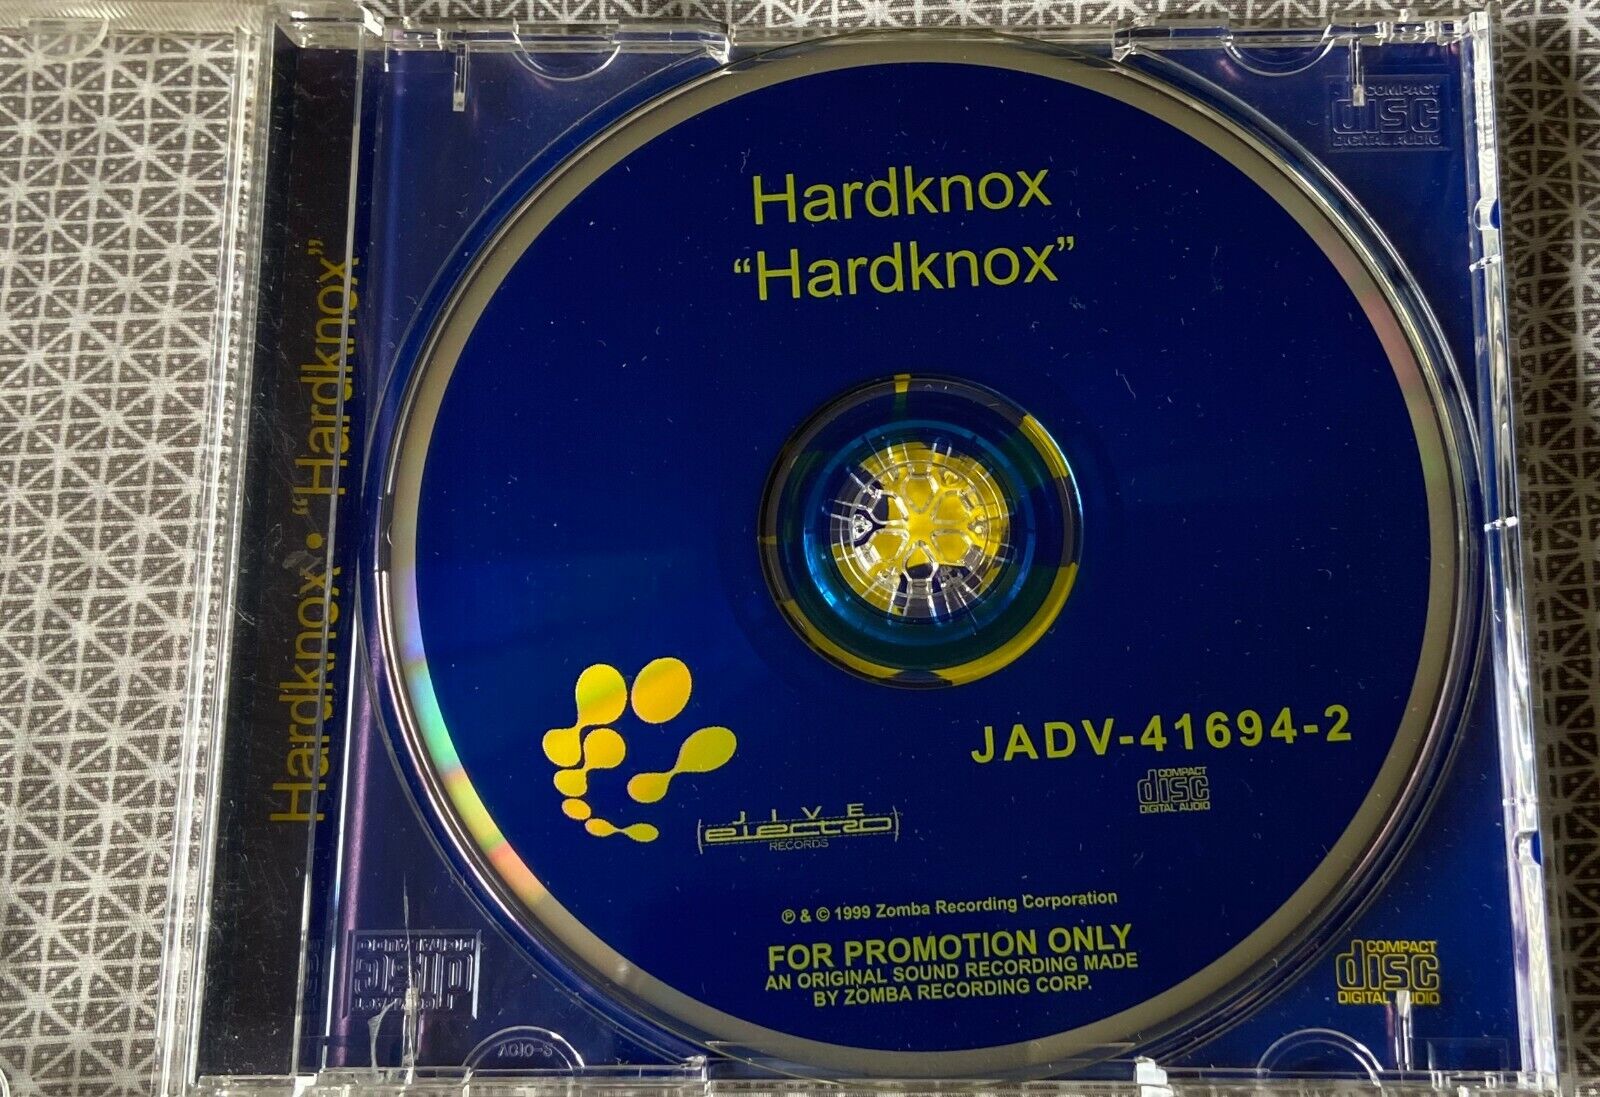 Hardknox • “Hardknox”
Hardknox
“Hardknox”
JADV-41694-2
COMPACT
disc
DIGITAL AUDIO
JIVE
electro
RECORDS
℗ & © 1999 Zomba Recording Corporation
FOR PROMOTION ONLY
AN ORIGINAL SOUND RECORDING MADE
BY ZOMBA RECORDING CORP.
COMPACT
disc
DIGITAL AUDIO
COMPACT
disc
DIGITAL AUDIO